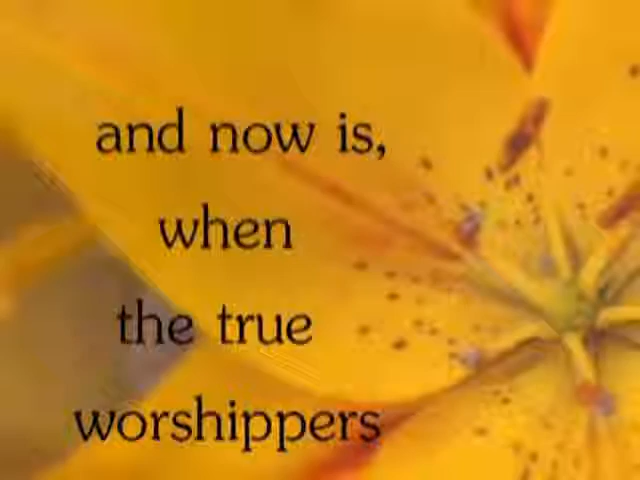 and now is,
when
the true
worshippers